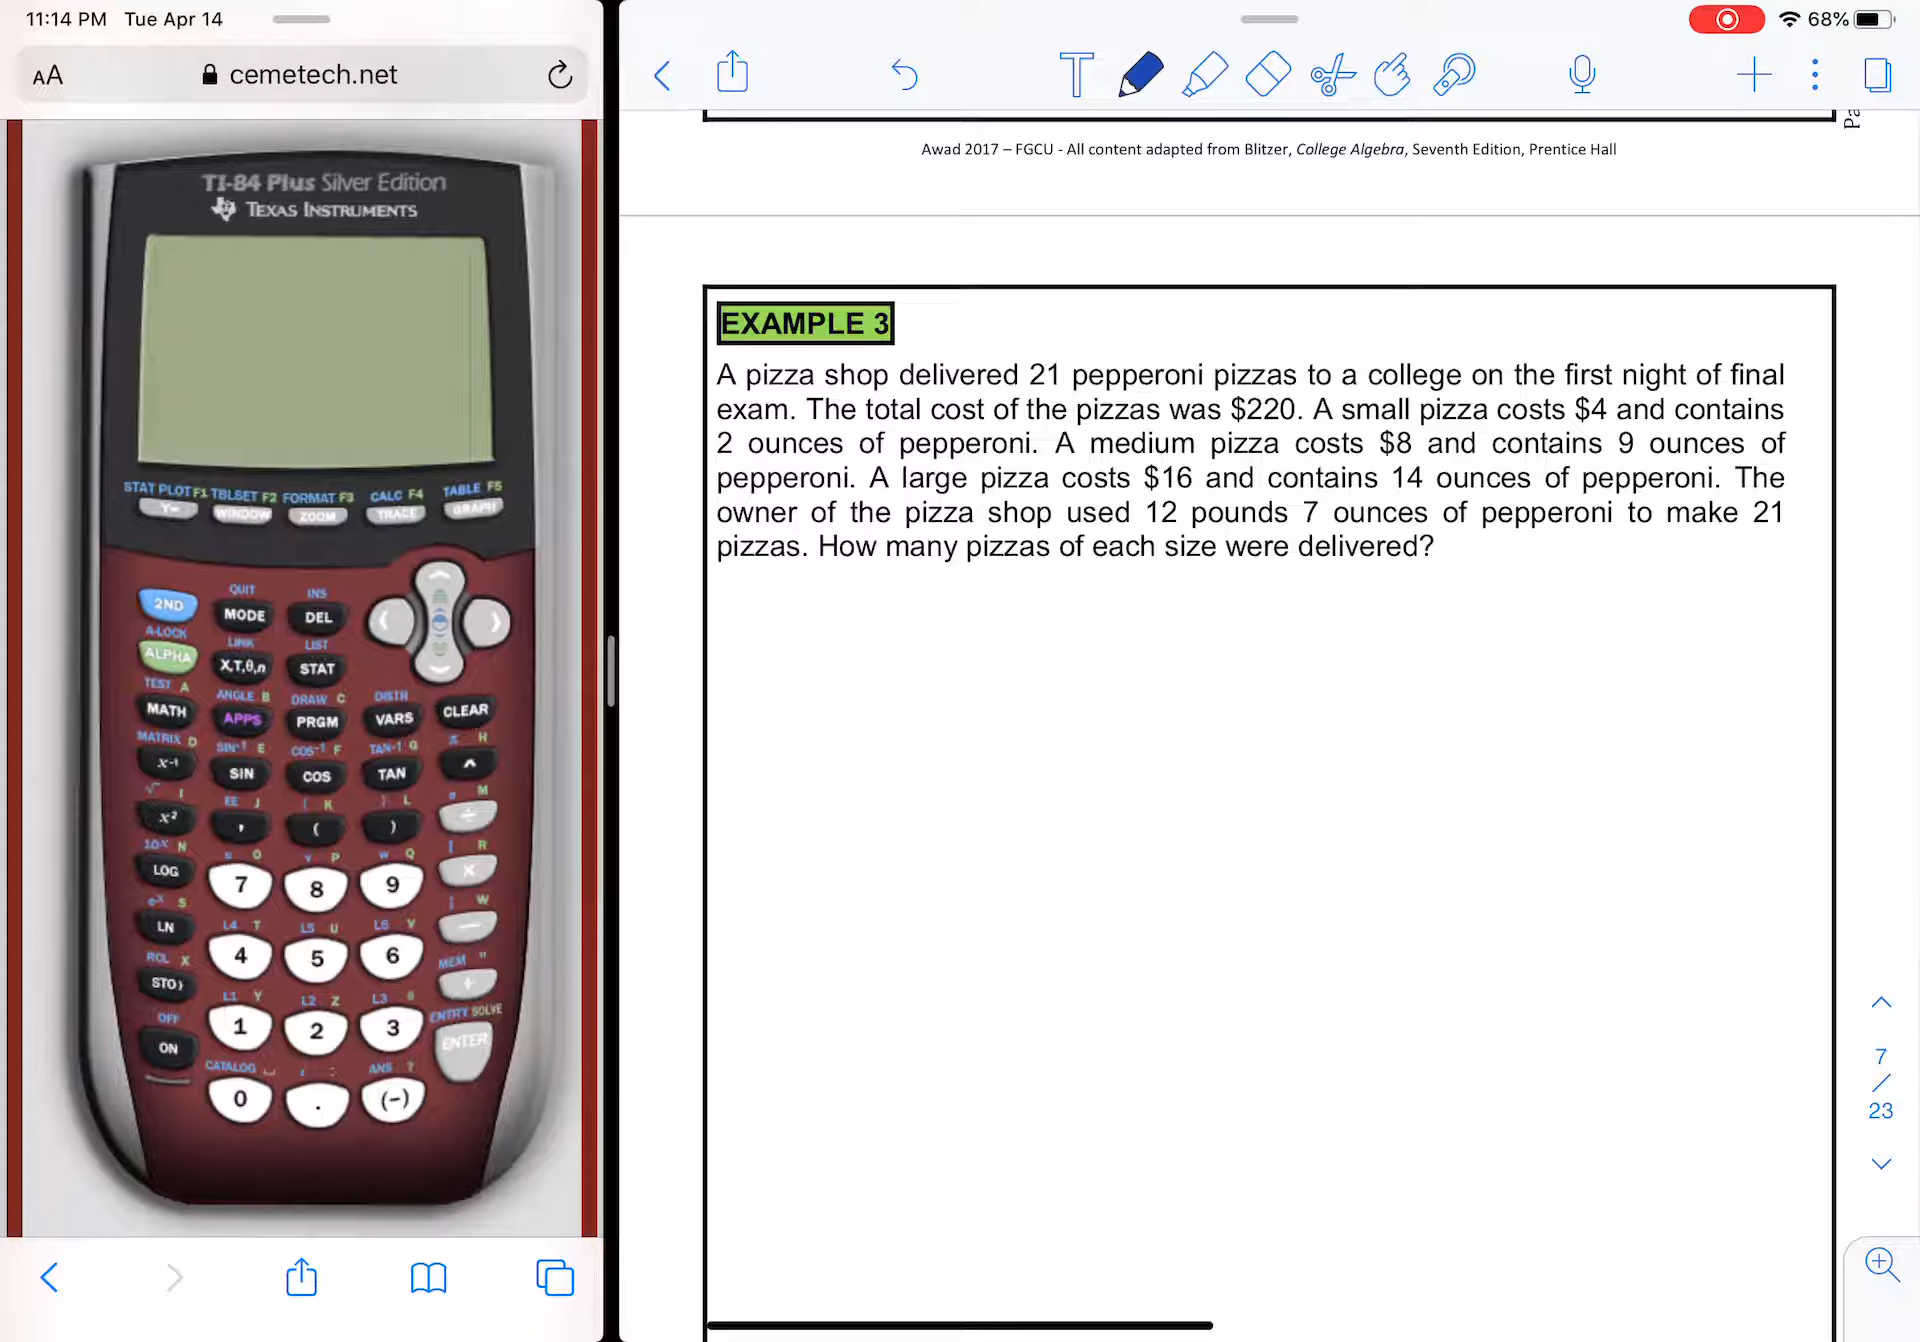 11:14 PM Tue Apr 14
AA cemetech.net
TI-84 Plus Silver Edition
TEXAS INSTRUMENTS
STAT PLOT F1 TBLSET F2 FORMAT F3 CALC F4 TABLE F5
Y= WINDOW ZOOM TRACE GRAPH
QUIT INS
2ND MODE DEL
A-LOCK LINK LIST
ALPHA X,T,θ,n STAT
TEST A ANGLE B DRAW C DISTR
MATH APPS PRGM VARS CLEAR
MATRIX D SIN-1 E COS-1 F TAN-1 G π H
x-1 SIN COS TAN ^
√ I EE J { K } L e M
x² , ( ) ÷
10x N u O v P w Q [ R
LOG 7 8 9 ×
ex S L4 T L5 U L6 V ] W
LN 4 5 6 −
RCL X L1 Y L2 Z L3 θ MEM "
STO› 1 2 3 +
OFF CATALOG ␣ i : ANS ? ENTRY SOLVE
ON 0 . (-) ENTER
68%
Pa
Awad 2017 – FGCU - All content adapted from Blitzer, College Algebra, Seventh Edition, Prentice Hall
EXAMPLE 3
A pizza shop delivered 21 pepperoni pizzas to a college on the first night of final
exam. The total cost of the pizzas was $220. A small pizza costs $4 and contains
2 ounces of pepperoni. A medium pizza costs $8 and contains 9 ounces of
pepperoni. A large pizza costs $16 and contains 14 ounces of pepperoni. The
owner of the pizza shop used 12 pounds 7 ounces of pepperoni to make 21
pizzas. How many pizzas of each size were delivered?
7
/
23